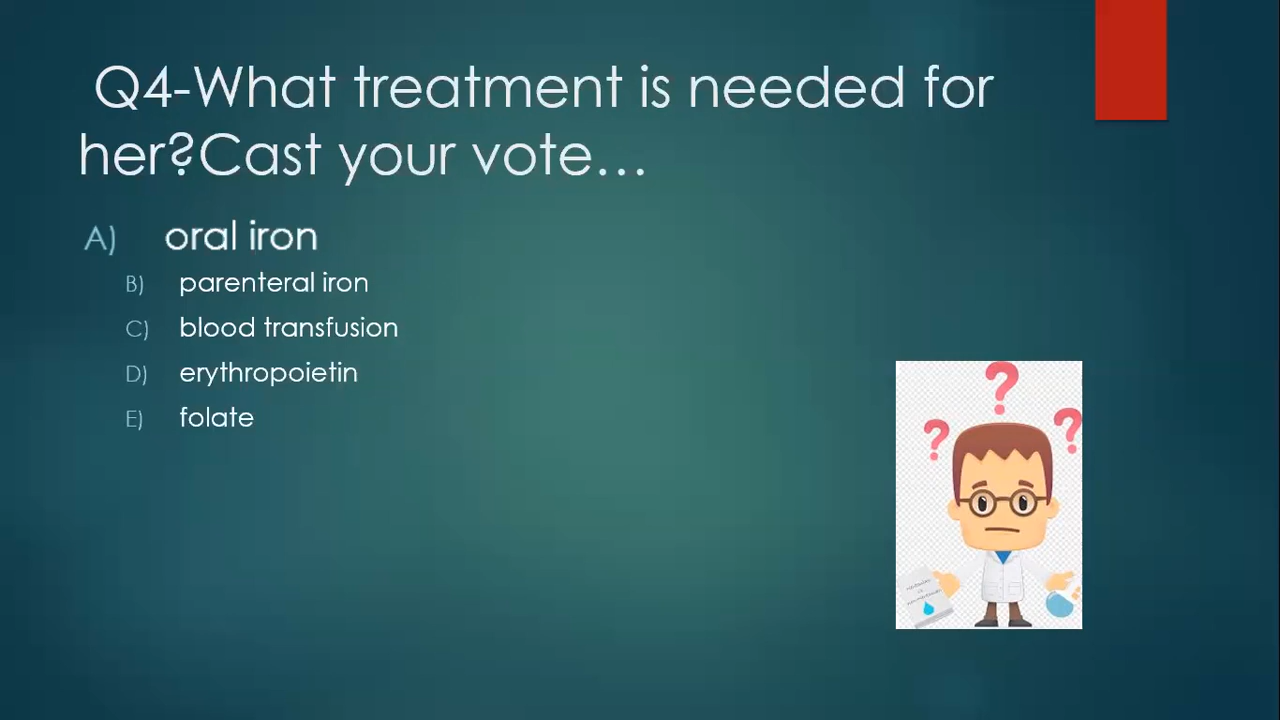 Q4-What treatment is needed for
her?Cast your vote...
A) oral iron
B) parenteral iron
C) blood transfusion
D) erythropoietin
E) folate
? ? ?